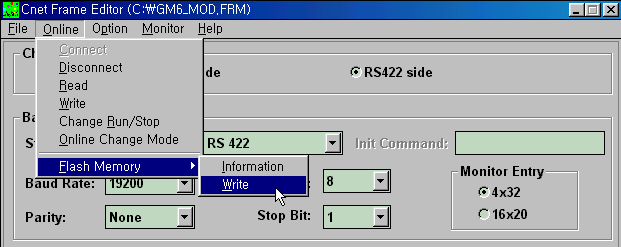 Cnet Frame Editor (C:₩GM6_MOD,FRM)
File Online Option Monitor Help
Connect
Disconnect
Read
Write
Change Run/Stop
Online Change Mode
Flash Memory
Information
Write
Ch
de
RS422 side
Ba
S
RS 422
Init Command:
Baud Rate: 19200
: 8
Monitor Entry
4x32
16x20
Parity: None
Stop Bit: 1